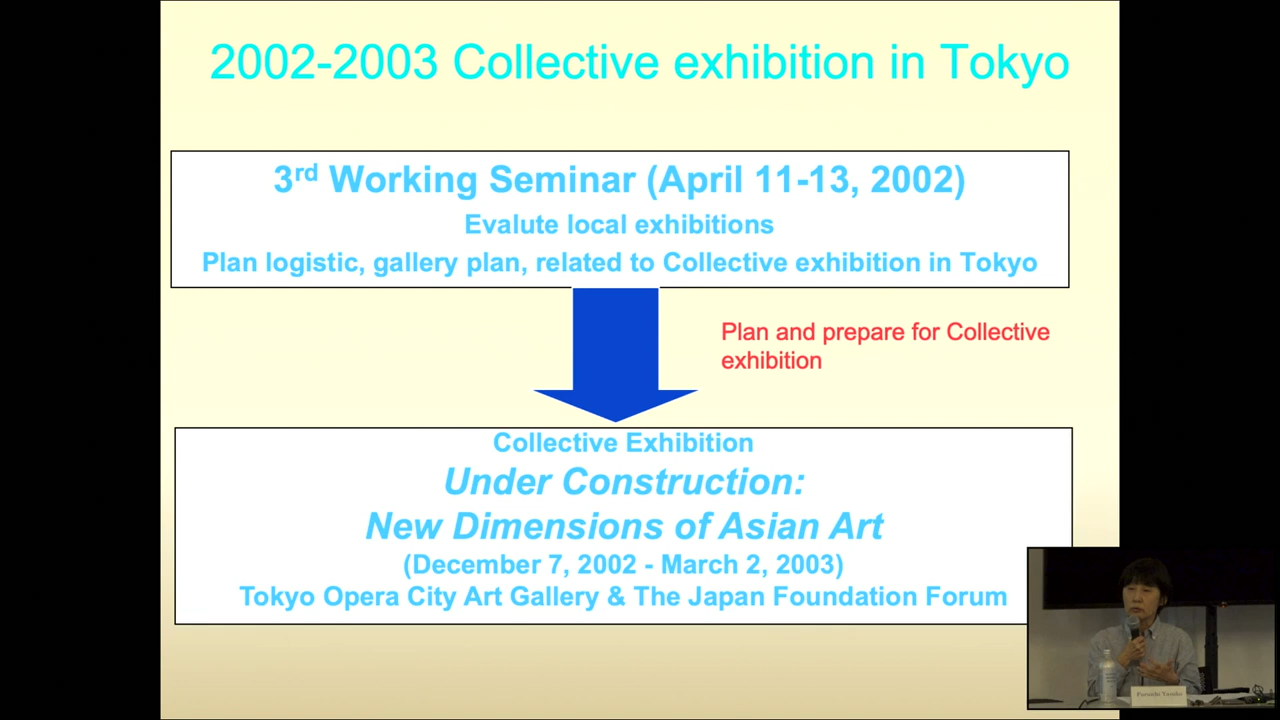 2002-2003 Collective exhibition in Tokyo
3rd Working Seminar (April 11-13, 2002)
Evalute local exhibitions
Plan logistic, gallery plan, related to Collective exhibition in Tokyo
Plan and prepare for Collective
exhibition
Collective Exhibition
Under Construction:
New Dimensions of Asian Art
(December 7, 2002 - March 2, 2003)
Tokyo Opera City Art Gallery & The Japan Foundation Forum